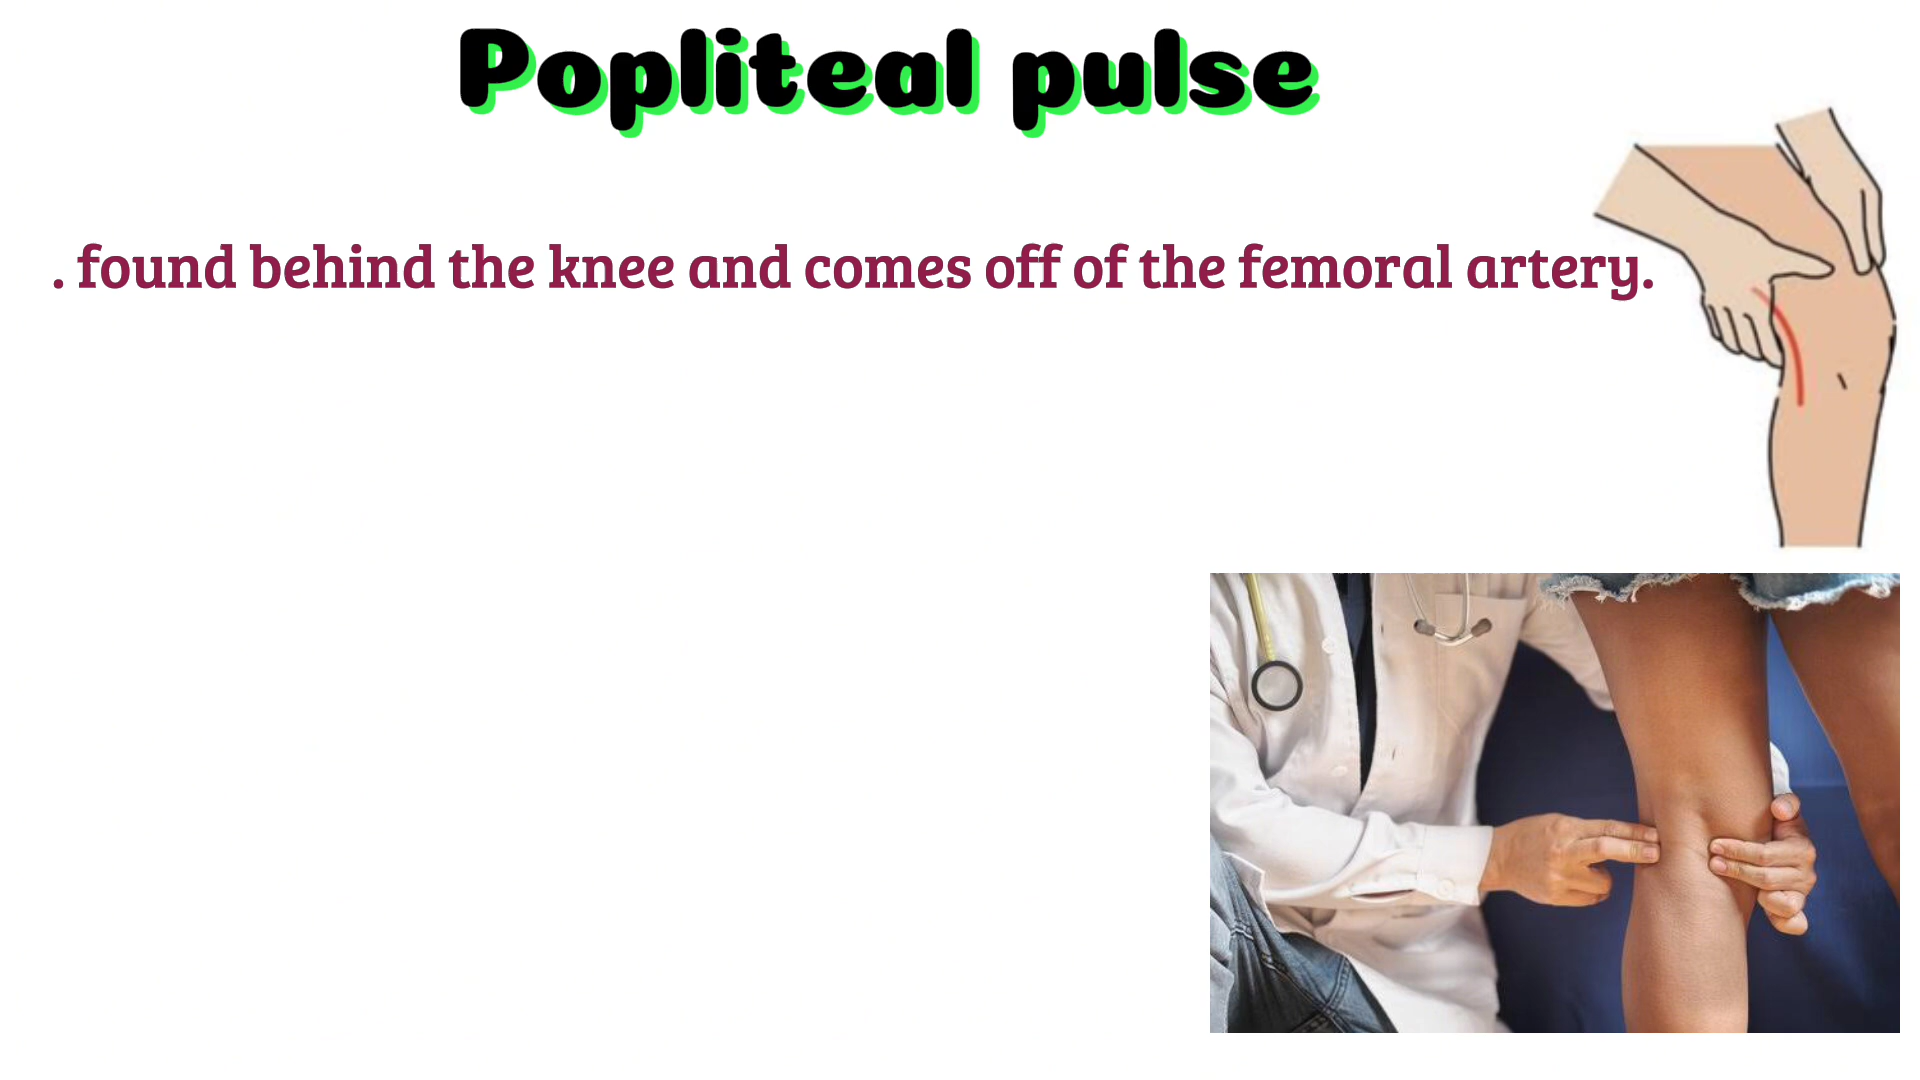 Popliteal pulse
. found behind the knee and comes off of the femoral artery.